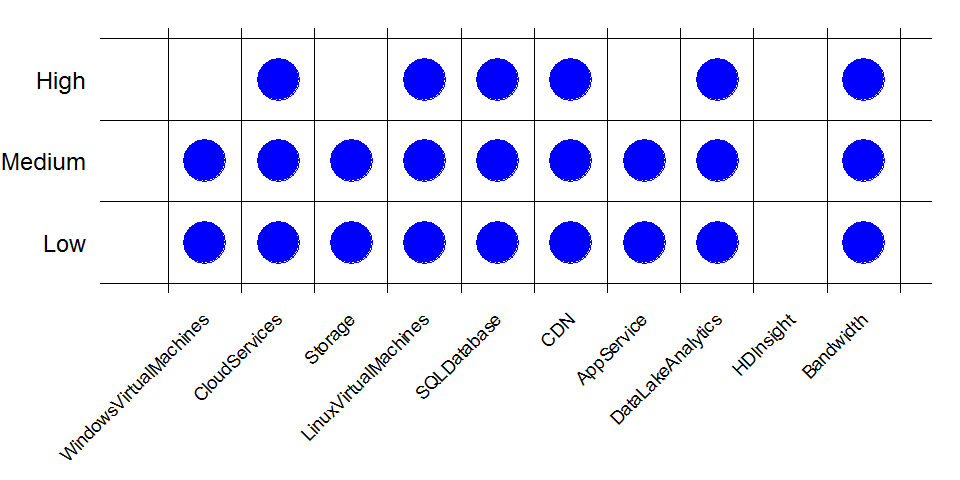 High
Medium
Low
WindowsVirtualMachines
CloudServices
Storage
LinuxVirtualMachines
SQLDatabase
CDN
AppService
DataLakeAnalytics
HDInsight
Bandwidth